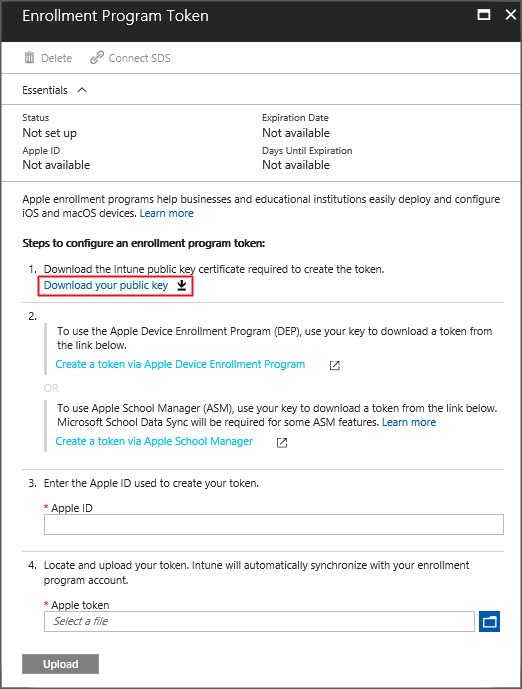 Enrollment Program Token
Delete Connect SDS
Essentials
Status Expiration Date
Not set up Not available
Apple ID Days Until Expiration
Not available Not available
Apple enrollment programs help businesses and educational institutions easily deploy and configure
iOS and macOS devices. Learn more
Steps to configure an enrollment program token:
1. Download the Intune public key certificate required to create the token.
Download your public key
2.
To use the Apple Device Enrollment Program (DEP), use your key to download a token from
the link below.
Create a token via Apple Device Enrollment Program
OR
To use Apple School Manager (ASM), use your key to download a token from the link below.
Microsoft School Data Sync will be required for some ASM features. Learn more
Create a token via Apple School Manager
3. Enter the Apple ID used to create your token.
* Apple ID
4. Locate and upload your token. Intune will automatically synchronize with your enrollment
program account.
* Apple token
Select a file
Upload